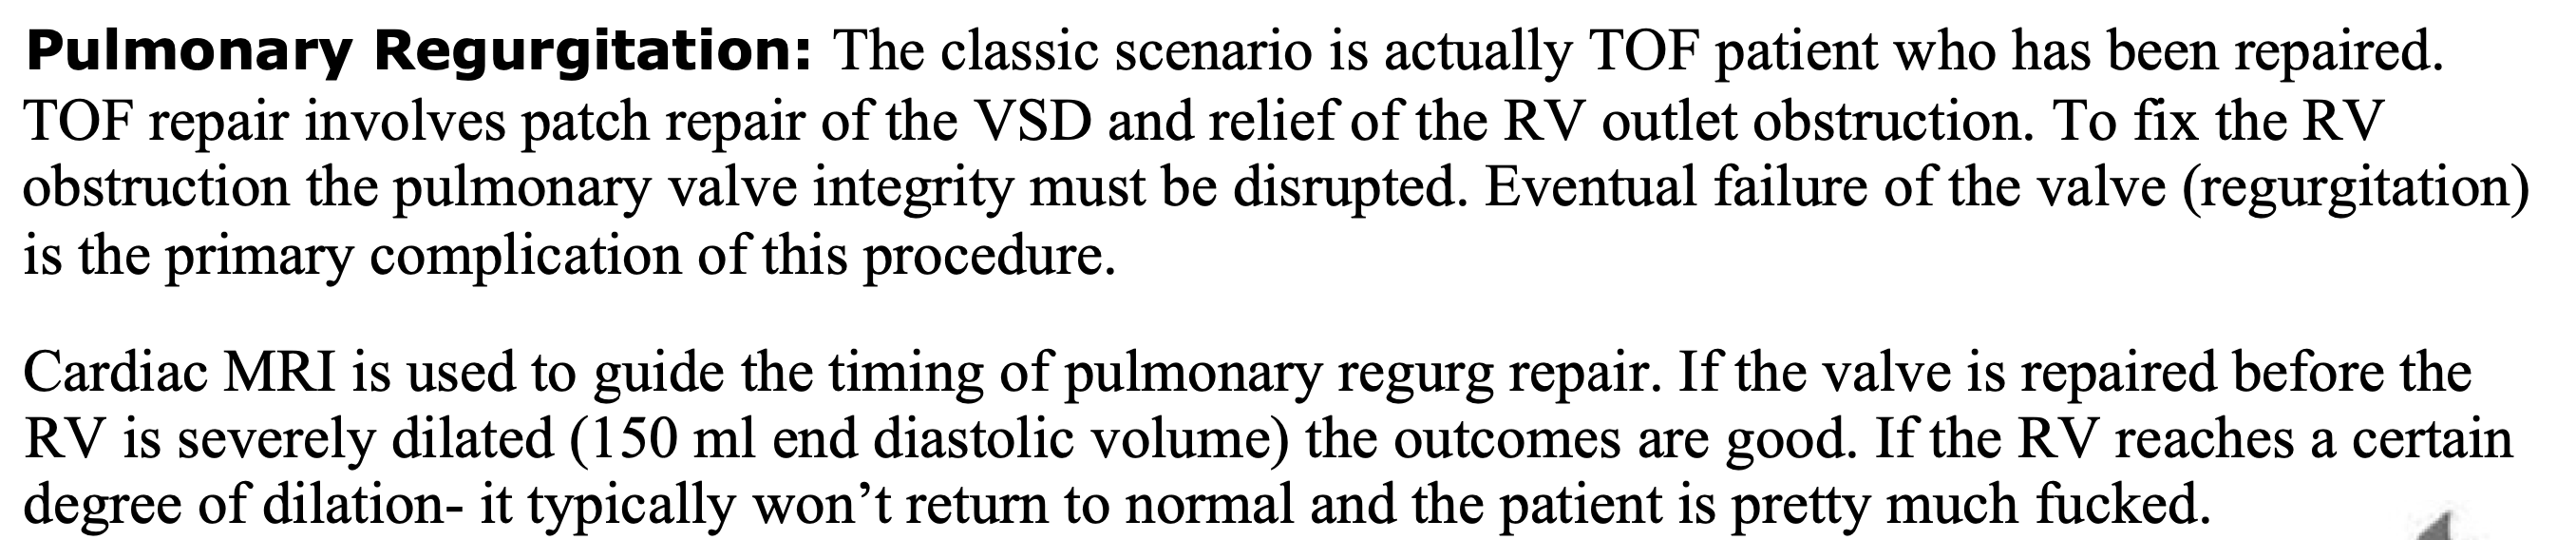 Pulmonary Regurgitation: The classic scenario is actually TOF patient who has been repaired.
TOF repair involves patch repair of the VSD and relief of the RV outlet obstruction. To fix the RV
obstruction the pulmonary valve integrity must be disrupted. Eventual failure of the valve (regurgitation)
is the primary complication of this procedure.
Cardiac MRI is used to guide the timing of pulmonary regurg repair. If the valve is repaired before the
RV is severely dilated (150 ml end diastolic volume) the outcomes are good. If the RV reaches a certain
degree of dilation- it typically won’t return to normal and the patient is pretty much fucked.